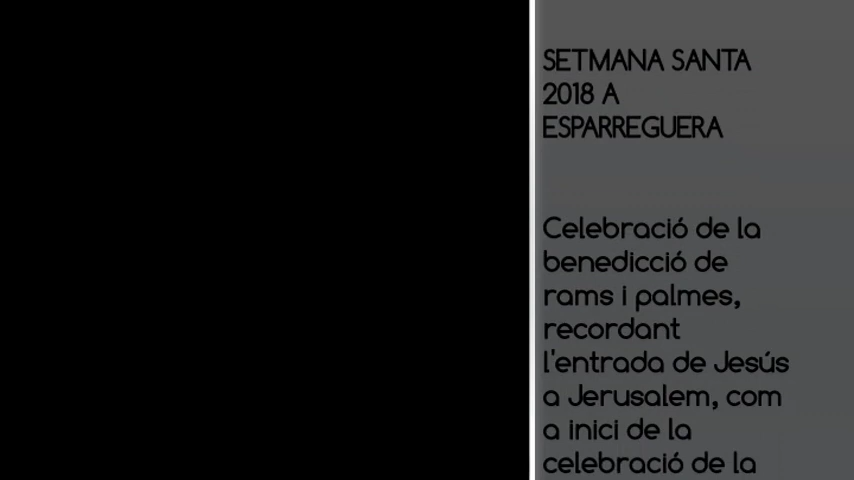 SETMANA SANTA
2018 A
ESPARREGUERA
Celebració de la
benedicció de
rams i palmes,
recordant
l'entrada de Jesús
a Jerusalem, com
a inici de la
celebració de la